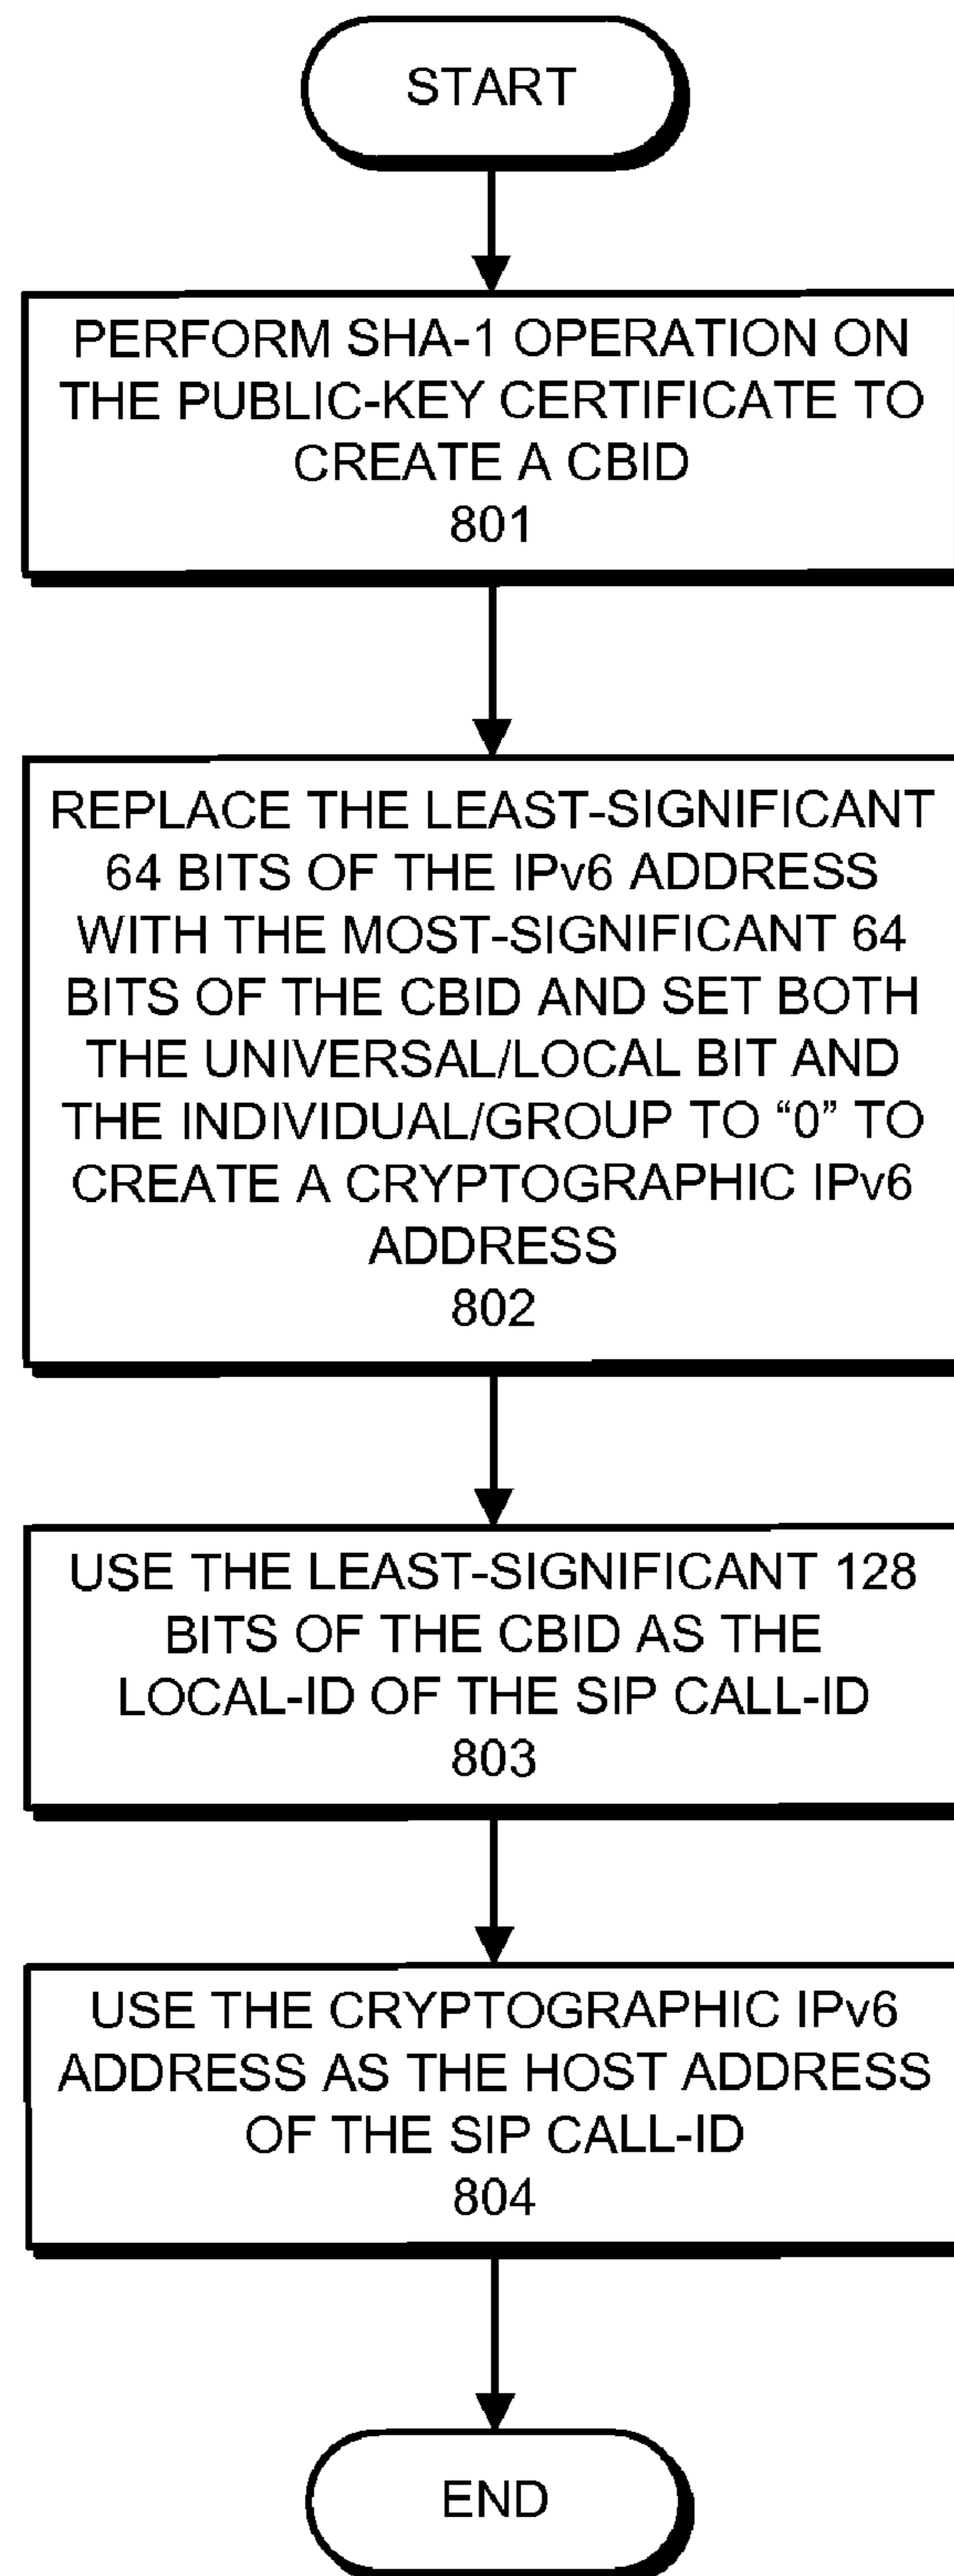 START
PERFORM SHA-1 OPERATION ON
THE PUBLIC-KEY CERTIFICATE TO
CREATE A CBID
801
REPLACE THE LEAST-SIGNIFICANT
64 BITS OF THE IPv6 ADDRESS
WITH THE MOST-SIGNIFICANT 64
BITS OF THE CBID AND SET BOTH
THE UNIVERSAL/LOCAL BIT AND
THE INDIVIDUAL/GROUP TO “0” TO
CREATE A CRYPTOGRAPHIC IPv6
ADDRESS
802
USE THE LEAST-SIGNIFICANT 128
BITS OF THE CBID AS THE
LOCAL-ID OF THE SIP CALL-ID
803
USE THE CRYPTOGRAPHIC IPv6
ADDRESS AS THE HOST ADDRESS
OF THE SIP CALL-ID
804
END